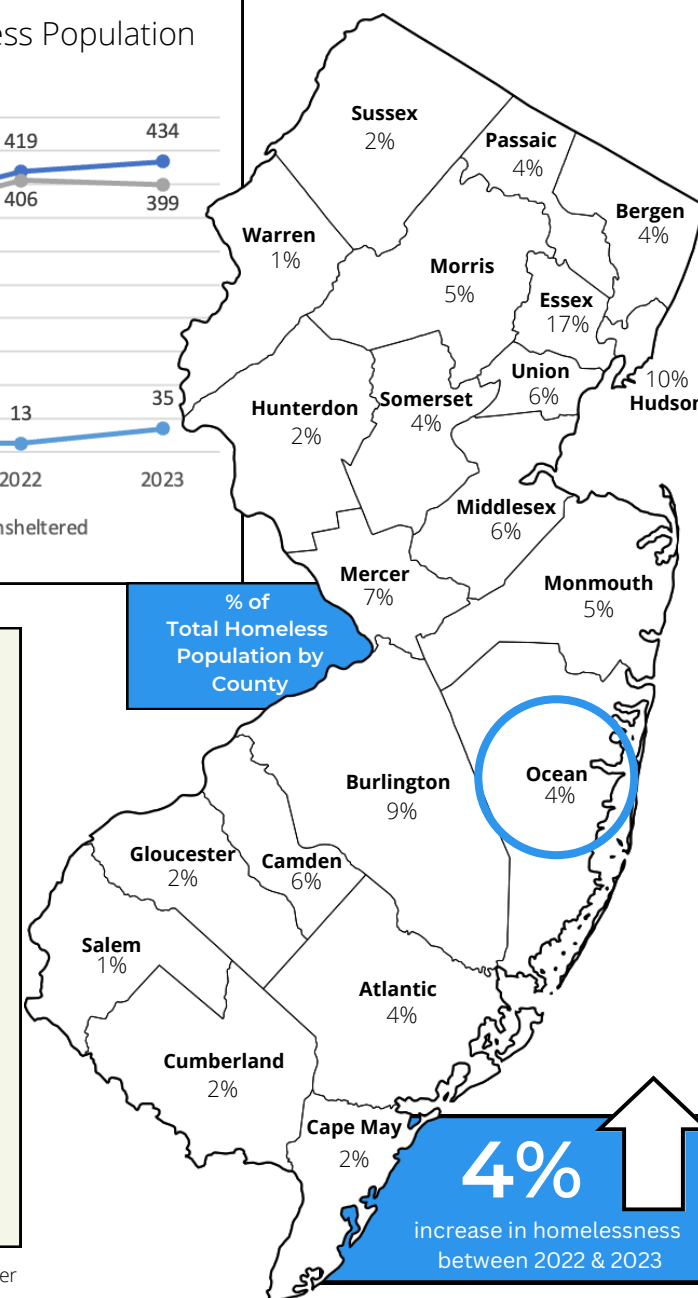 ess Population
419
434
406
399
13
35
2022
2023
nsheltered
Sussex
2%
Passaic
4%
Bergen
4%
Warren
1%
Morris
5%
Essex
17%
Union
6%
10%
Hudson
Hunterdon
2%
Somerset
4%
Middlesex
6%
Mercer
7%
Monmouth
5%
% of
Total Homeless
Population by
County
Ocean
4%
Burlington
9%
Gloucester
2%
Camden
6%
Salem
1%
Atlantic
4%
Cumberland
2%
Cape May
2%
4%
increase in homelessness
between 2022 & 2023
er